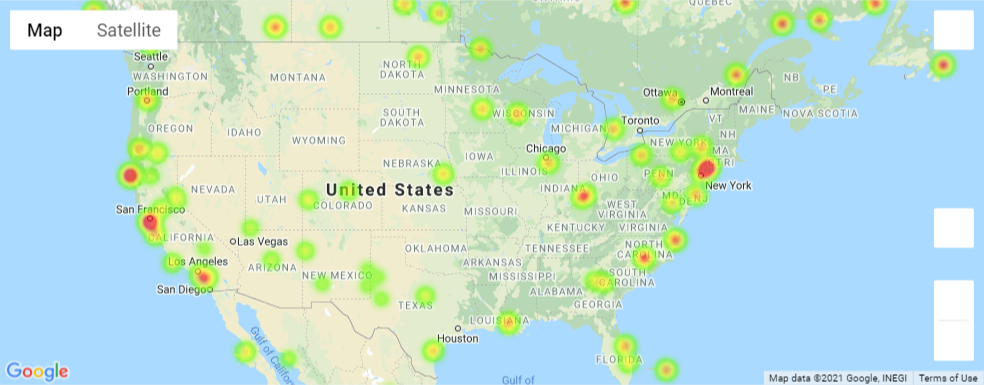 Map
Satellite
QUEBEC
Seattle
WASHINGTON
NORTH
DAKOTA
MONTANA
Portland
MINNESOTA
Ottawa
Montreal
NB
PE
MAINE
NOVA SCOTIA
OREGON
IDAHO
SOUTH
DAKOTA
WISCONSIN
MICHIGAN
Toronto
VT
NH
WYOMING
Chicago
NEW YORK
MA
CT
RI
IOWA
NEBRASKA
ILLINOIS
OHIO
PENN
NEVADA
United States
INDIANA
New York
UTAH
COLORADO
KANSAS
MISSOURI
WEST
VIRGINIA
MD
DE
NJ
San Francisco
KENTUCKY
VIRGINIA
CALIFORNIA
Las Vegas
OKLAHOMA
TENNESSEE
NORTH
CAROLINA
Los Angeles
ARIZONA
NEW MEXICO
ARKANSAS
MISSISSIPPI
SOUTH
CAROLINA
San Diego
ALABAMA
TEXAS
GEORGIA
LOUISIANA
Houston
Gulf of California
FLORIDA
Google
Gulf of
Map data ©2021 Google, INEGI
Terms of Use